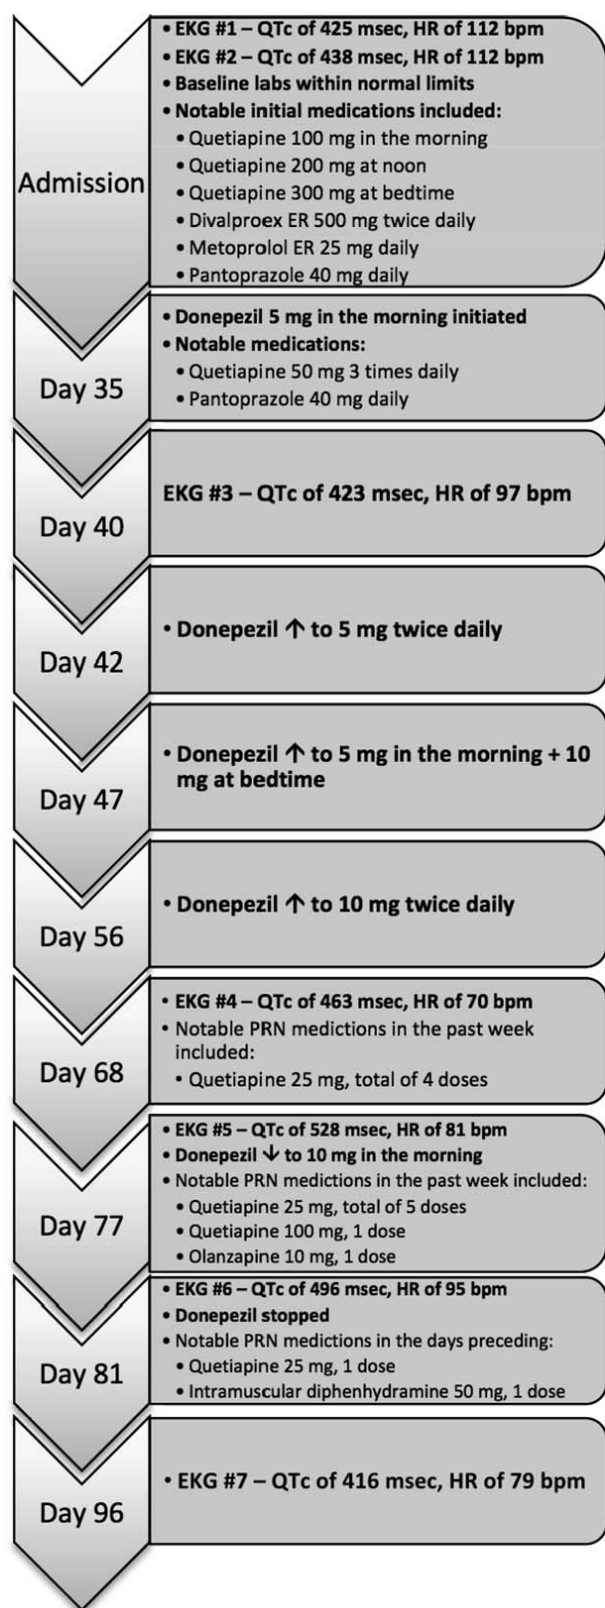 Admission
• EKG #1 – QTc of 425 msec, HR of 112 bpm
• EKG #2 – QTc of 438 msec, HR of 112 bpm
• Baseline labs within normal limits
• Notable initial medications included:
• Quetiapine 100 mg in the morning
• Quetiapine 200 mg at noon
• Quetiapine 300 mg at bedtime
• Divalproex ER 500 mg twice daily
• Metoprolol ER 25 mg daily
• Pantoprazole 40 mg daily
Day 35
• Donepezil 5 mg in the morning initiated
• Notable medications:
• Quetiapine 50 mg 3 times daily
• Pantoprazole 40 mg daily
Day 40
EKG #3 – QTc of 423 msec, HR of 97 bpm
Day 42
• Donepezil ↑ to 5 mg twice daily
Day 47
• Donepezil ↑ to 5 mg in the morning + 10
mg at bedtime
Day 56
• Donepezil ↑ to 10 mg twice daily
Day 68
• EKG #4 – QTc of 463 msec, HR of 70 bpm
• Notable PRN medictions in the past week
included:
• Quetiapine 25 mg, total of 4 doses
Day 77
• EKG #5 – QTc of 528 msec, HR of 81 bpm
• Donepezil ↓ to 10 mg in the morning
• Notable PRN medictions in the past week included:
• Quetiapine 25 mg, total of 5 doses
• Quetiapine 100 mg, 1 dose
• Olanzapine 10 mg, 1 dose
Day 81
• EKG #6 – QTc of 496 msec, HR of 95 bpm
• Donepezil stopped
• Notable PRN medictions in the days preceding:
• Quetiapine 25 mg, 1 dose
• Intramuscular diphenhydramine 50 mg, 1 dose
Day 96
• EKG #7 – QTc of 416 msec, HR of 79 bpm